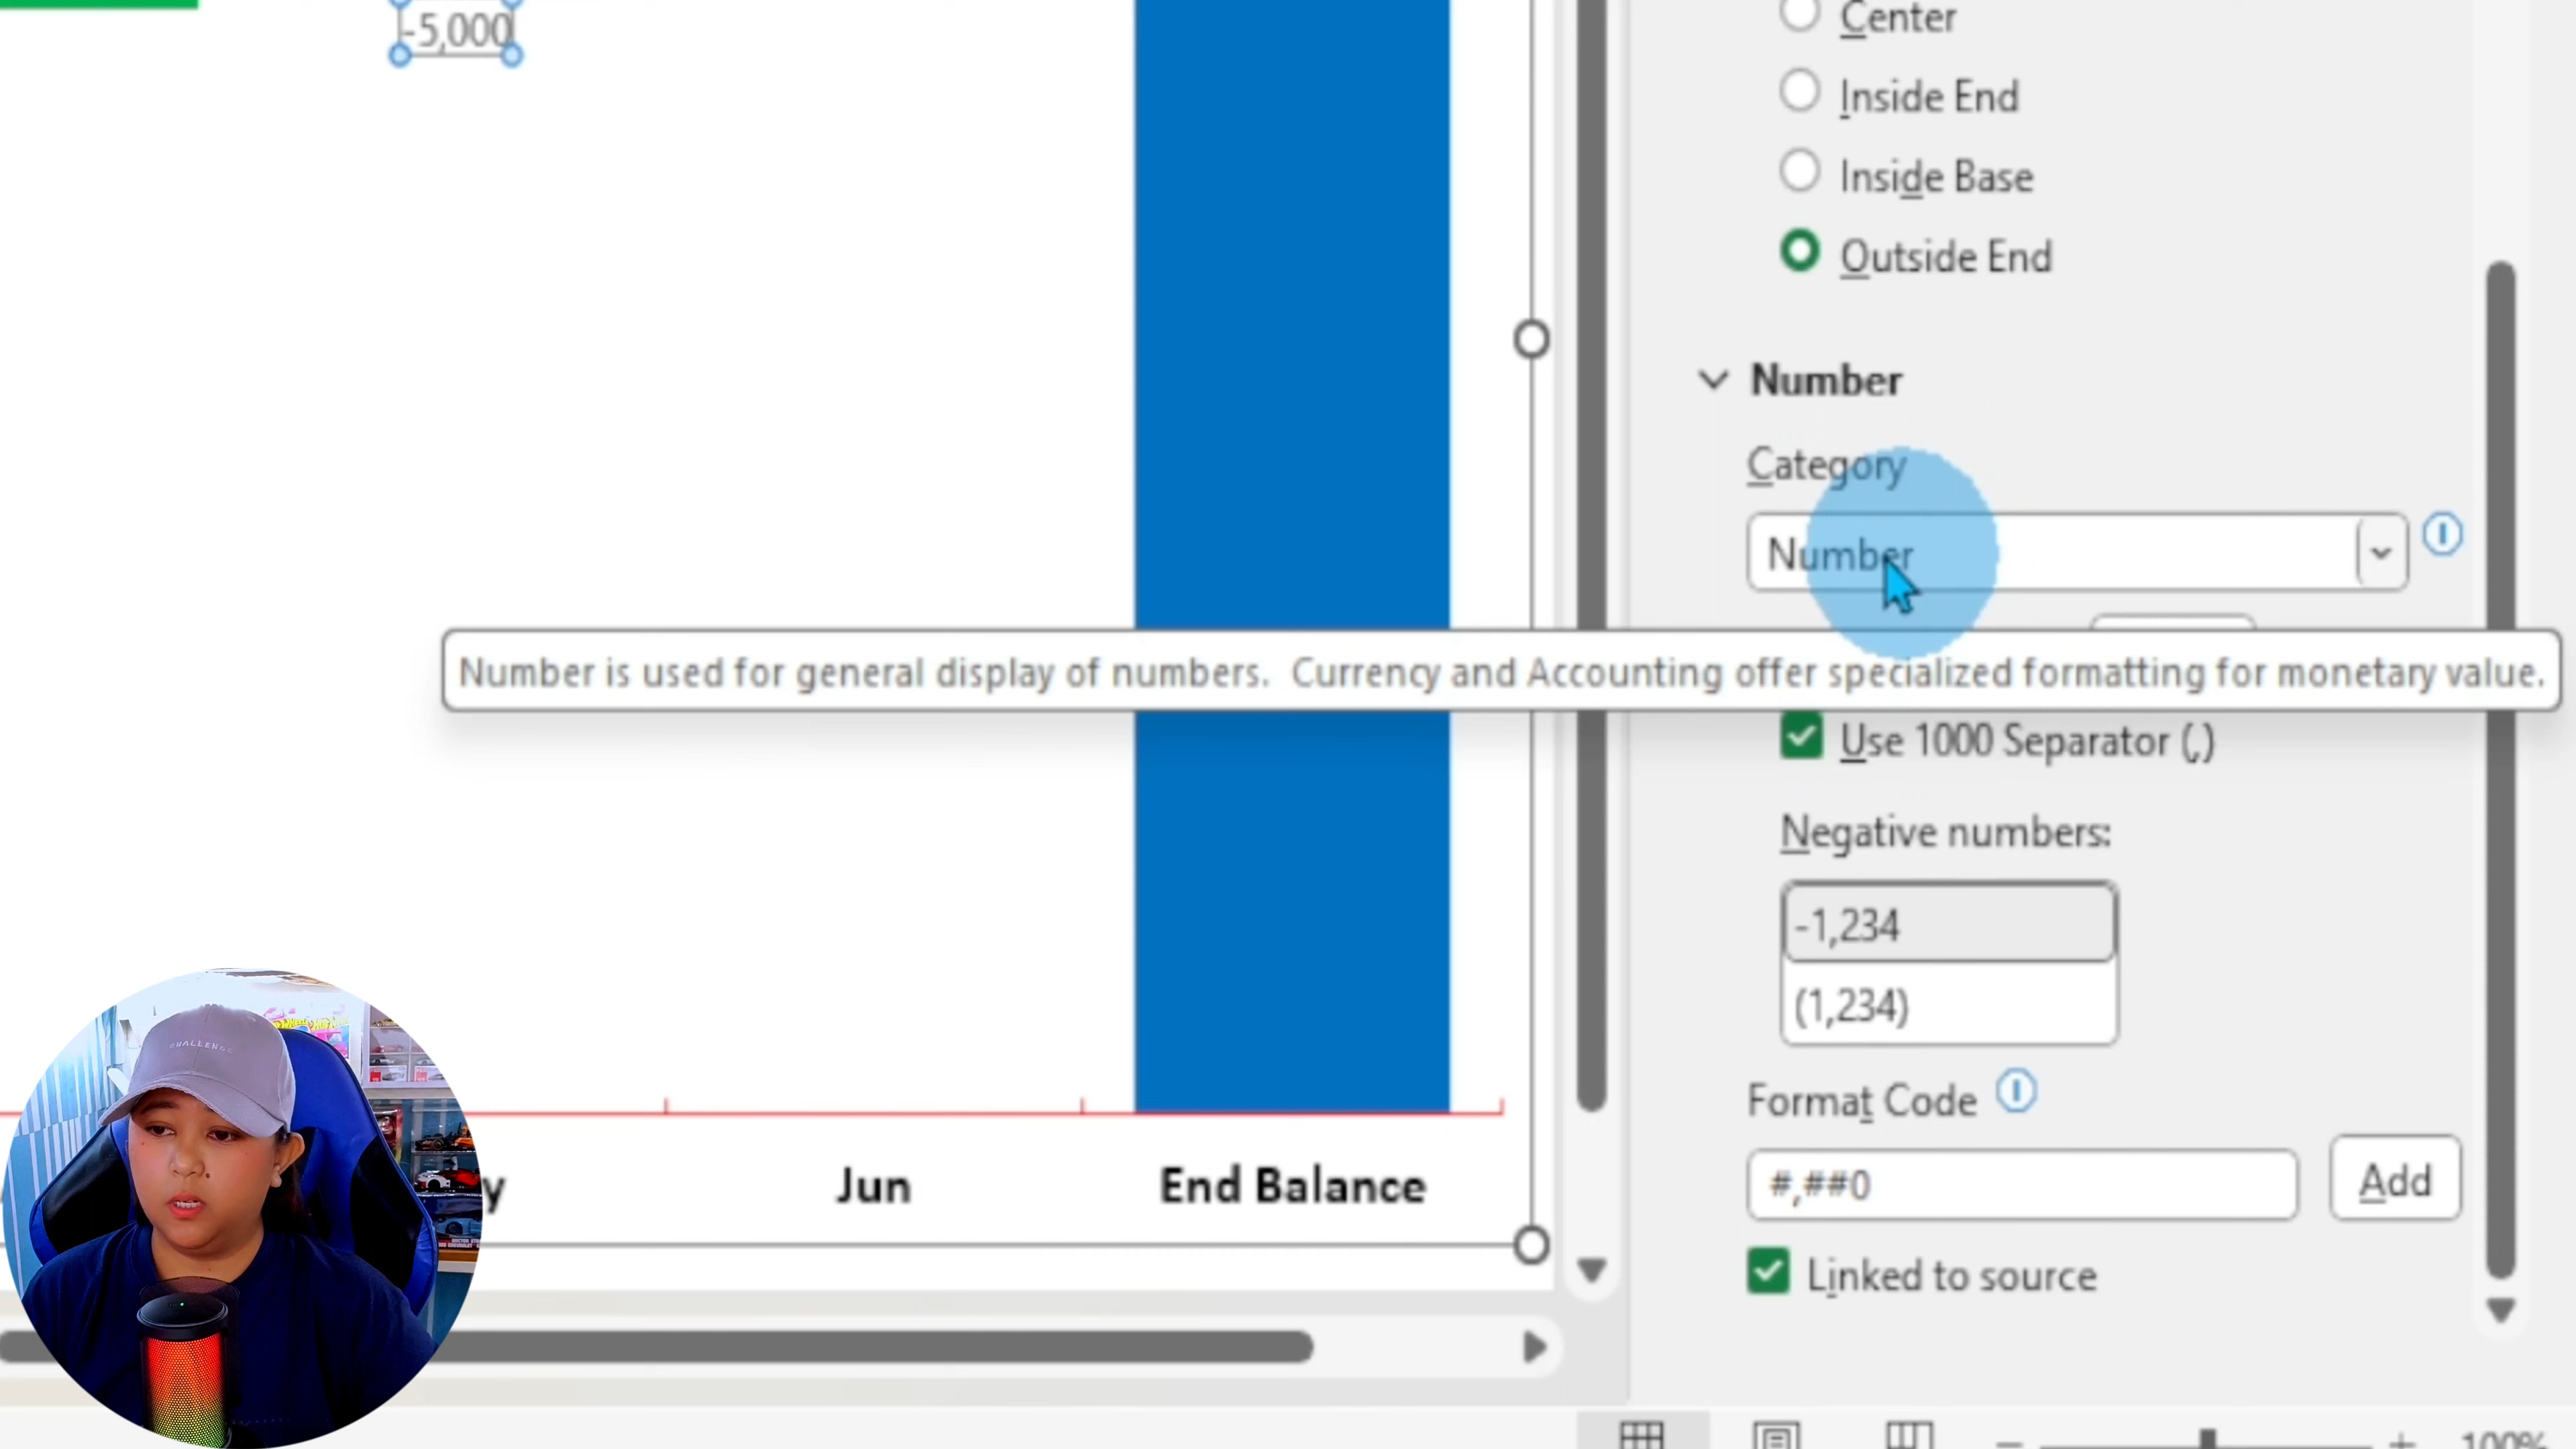 -5,000
Center
Inside End
Inside Base
Outside End
Number
Category
Number
Number is used for general display of numbers.  Currency and Accounting offer specialized formatting for monetary value.
Use 1000 Separator (,)
Negative numbers:
-1,234
(1,234)
Format Code
#,##0
Add
Linked to source
y
Jun
End Balance
CHALLENGE
100%